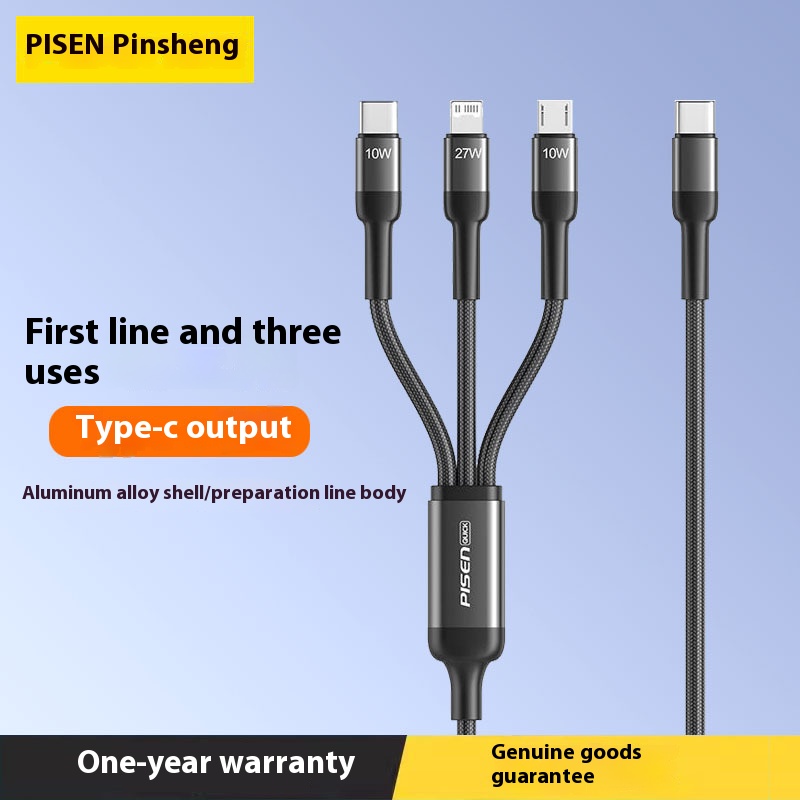 PISEN Pinsheng
10W
27W
10W
First line and three
uses
Type-c output
Aluminum alloy shell/preparation line body
PISEN QUICK
One-year warranty
Genuine goods
guarantee